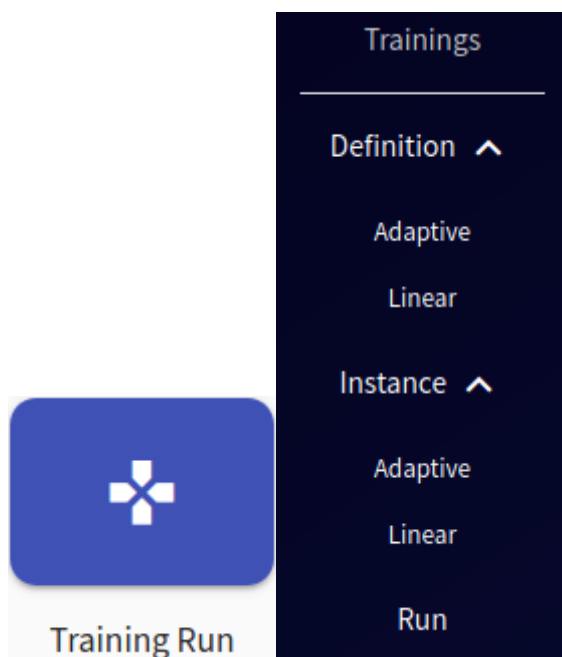 Trainings
Definition
Adaptive
Linear
Instance
Adaptive
Linear
Run
Training Run